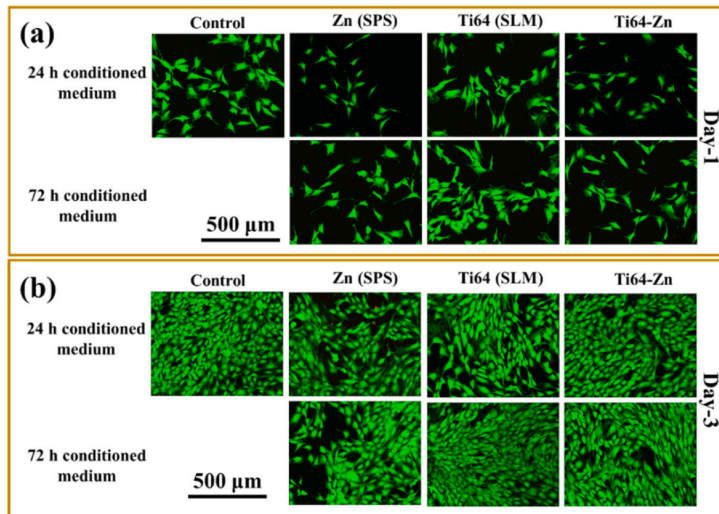 (a)
Control
Zn (SPS)
Ti64 (SLM)
Ti64-Zn
24 h conditioned
medium
72 h conditioned
medium
500 µm
Day-1
(b)
Control
Zn (SPS)
Ti64 (SLM)
Ti64-Zn
24 h conditioned
medium
72 h conditioned
medium
500 µm
Day-3